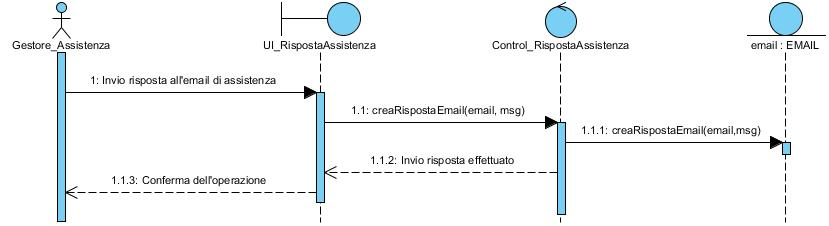 Gestore_Assistenza
UI_RispostaAssistenza
Control_RispostaAssistenza
email : EMAIL
1: Invio risposta all'email di assistenza
1.1: creaRispostaEmail(email, msg)
1.1.1: creaRispostaEmail(email,msg)
1.1.2: Invio risposta effettuato
1.1.3: Conferma dell'operazione